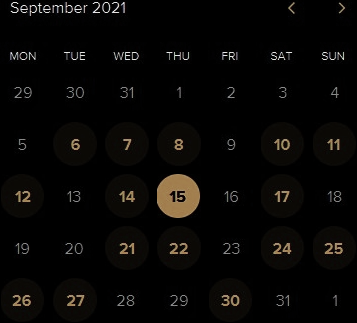 September 2021
MON TUE WED THU FRI SAT SUN
29 30 31 1 2 3 4
5 6 7 8 9 10 11
12 13 14 15 16 17 18
19 20 21 22 23 24 25
26 27 28 29 30 31 1